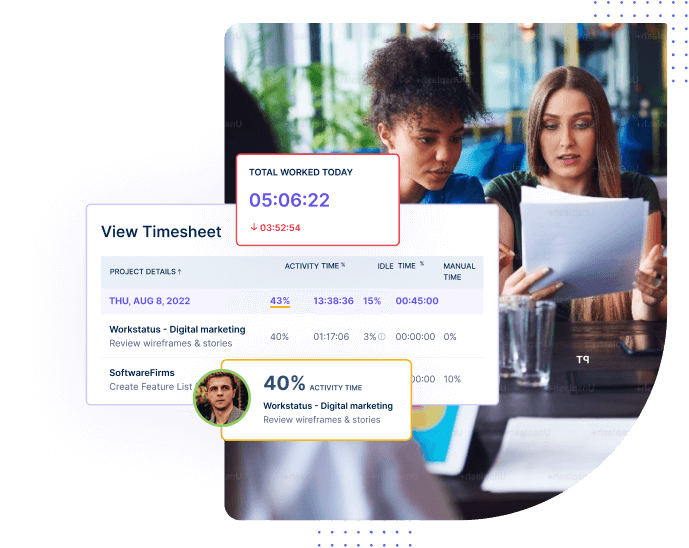 TOTAL WORKED TODAY
05:06:22
↓ 03:52:54
View Timesheet
PROJECT DETAILS ↑ ACTIVITY TIME % IDLE TIME % MANUAL TIME
THU, AUG 8, 2022 43% 13:38:36 15% 00:45:00
Workstatus - Digital marketing 40% 01:17:06 3% 00:00:00 0%
Review wireframes & stories
SoftwareFirms
Create Feature List 00:00 10%
40% ACTIVITY TIME
Workstatus - Digital marketing
Review wireframes & stories
PT